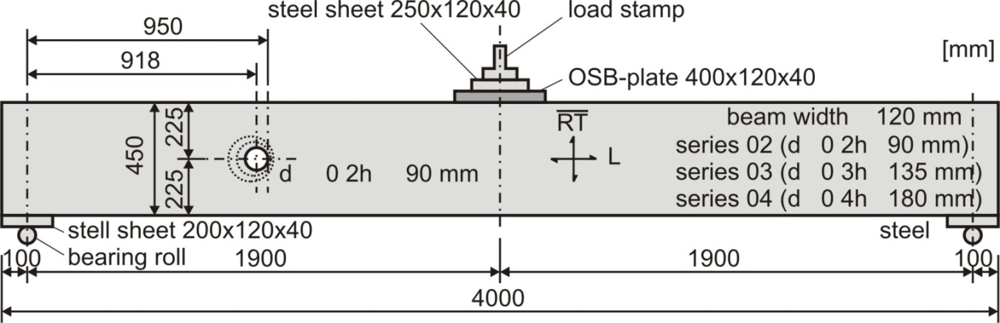 steel sheet 250x120x40
load stamp
950
[mm]
918
OSB-plate 400x120x40
RT
beam width 120 mm
225
450
series 02 (d 0 2h 90 mm)
L
d 0 2h 90 mm
series 03 (d 0 3h 135 mm)
225
series 04 (d 0 4h 180 mm)
stell sheet 200x120x40
steel
bearing roll
100
1900
1900
100
4000